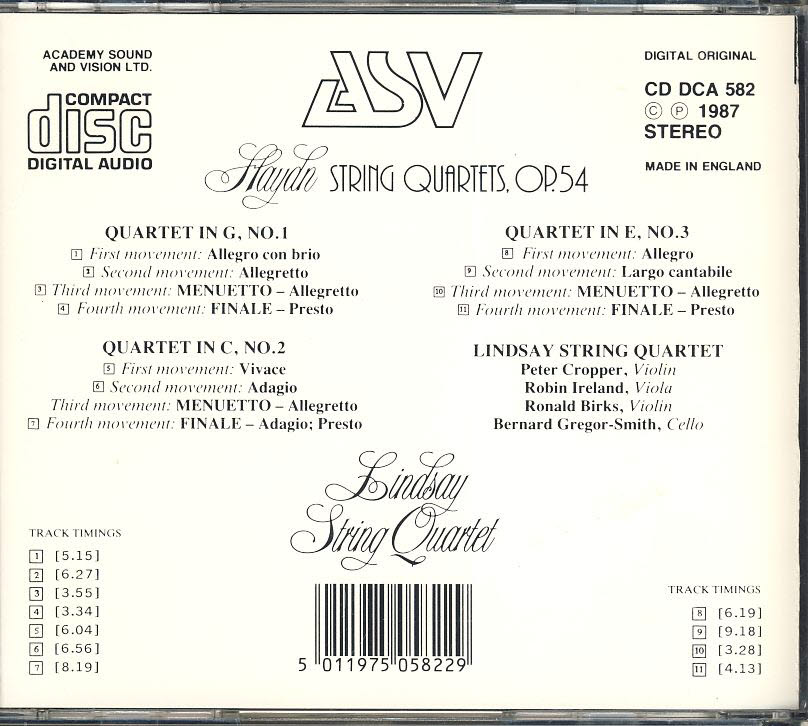 ACADEMY SOUND
AND VISION LTD.
COMPACT
disc
DIGITAL AUDIO
ASV
DIGITAL ORIGINAL
CD DCA 582
© ℗ 1987
STEREO
MADE IN ENGLAND
Haydn STRING QUARTETS, OP.54
QUARTET IN G, NO.1
1 First movement: Allegro con brio
2 Second movement: Allegretto
3 Third movement: MENUETTO – Allegretto
4 Fourth movement: FINALE – Presto
QUARTET IN C, NO.2
5 First movement: Vivace
6 Second movement: Adagio
Third movement: MENUETTO – Allegretto
7 Fourth movement: FINALE – Adagio; Presto
QUARTET IN E, NO.3
8 First movement: Allegro
9 Second movement: Largo cantabile
10 Third movement: MENUETTO – Allegretto
11 Fourth movement: FINALE – Presto
LINDSAY STRING QUARTET
Peter Cropper, Violin
Robin Ireland, Viola
Ronald Birks, Violin
Bernard Gregor-Smith, Cello
Lindsay
String Quartet
TRACK TIMINGS
1 [5.15]
2 [6.27]
3 [3.55]
4 [3.34]
5 [6.04]
6 [6.56]
7 [8.19]
5 011975 058229
TRACK TIMINGS
8 [6.19]
9 [9.18]
10 [3.28]
11 [4.13]